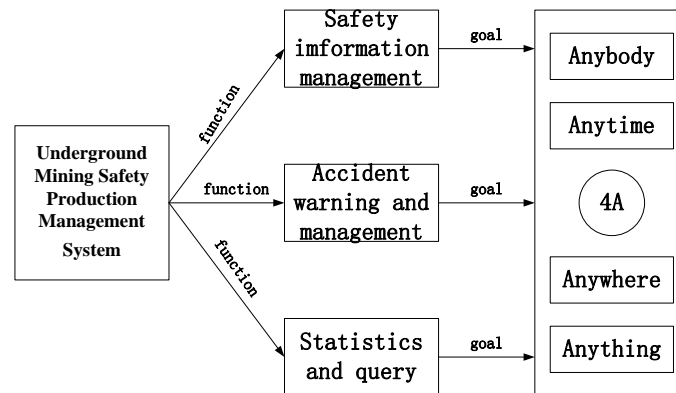 Underground
Mining Safety
Production
Management
System
function
function
function
Safety
imformation
management
Accident
warning and
management
Statistics
and query
goal
goal
goal
Anybody
Anytime
4A
Anywhere
Anything